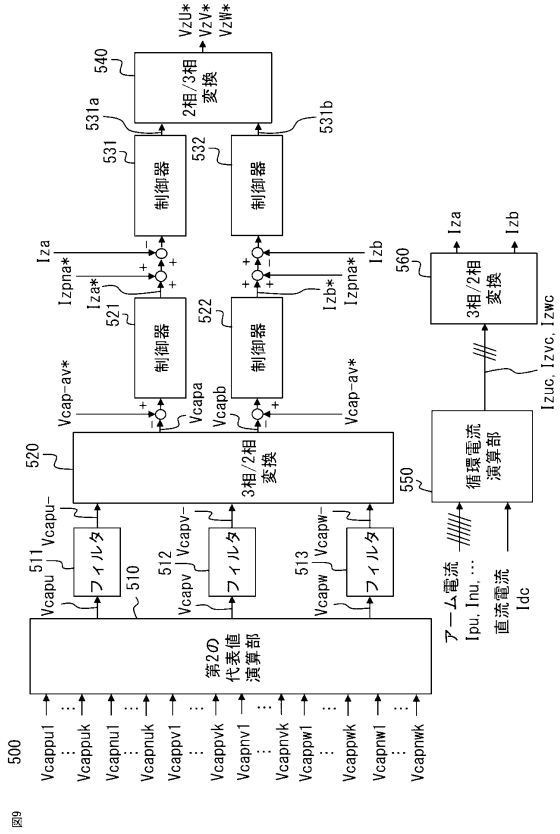 図9
500
Vcappu1
⋮
Vcappuk
Vcapnu1
⋮
Vcapnuk
Vcappv1
⋮
Vcappvk
Vcapnv1
⋮
Vcapnvk
Vcappw1
⋮
Vcappwk
Vcapnw1
⋮
Vcapnwk
510
第2の
代表値
演算部
Vcapu
511
フィルタ
Vcapu-
Vcapv
512
フィルタ
Vcapv-
Vcapw
513
フィルタ
Vcapw-
520
3相/2相
変換
Vcapa
Vcapb
Vcap-av*
Vcap-av*
521
制御器
522
制御器
Iza*
Izb*
Izpna*
Izpna*
Iza
Izb
531
制御器
532
制御器
531a
531b
540
2相/3相
変換
VzU*
VzV*
VzW*
アーム電流
Ipu, Inu, …
直流電流
Idc
550
循環電流
演算部
Izuc, Izvc, Izwc
560
3相/2相
変換
Iza
Izb